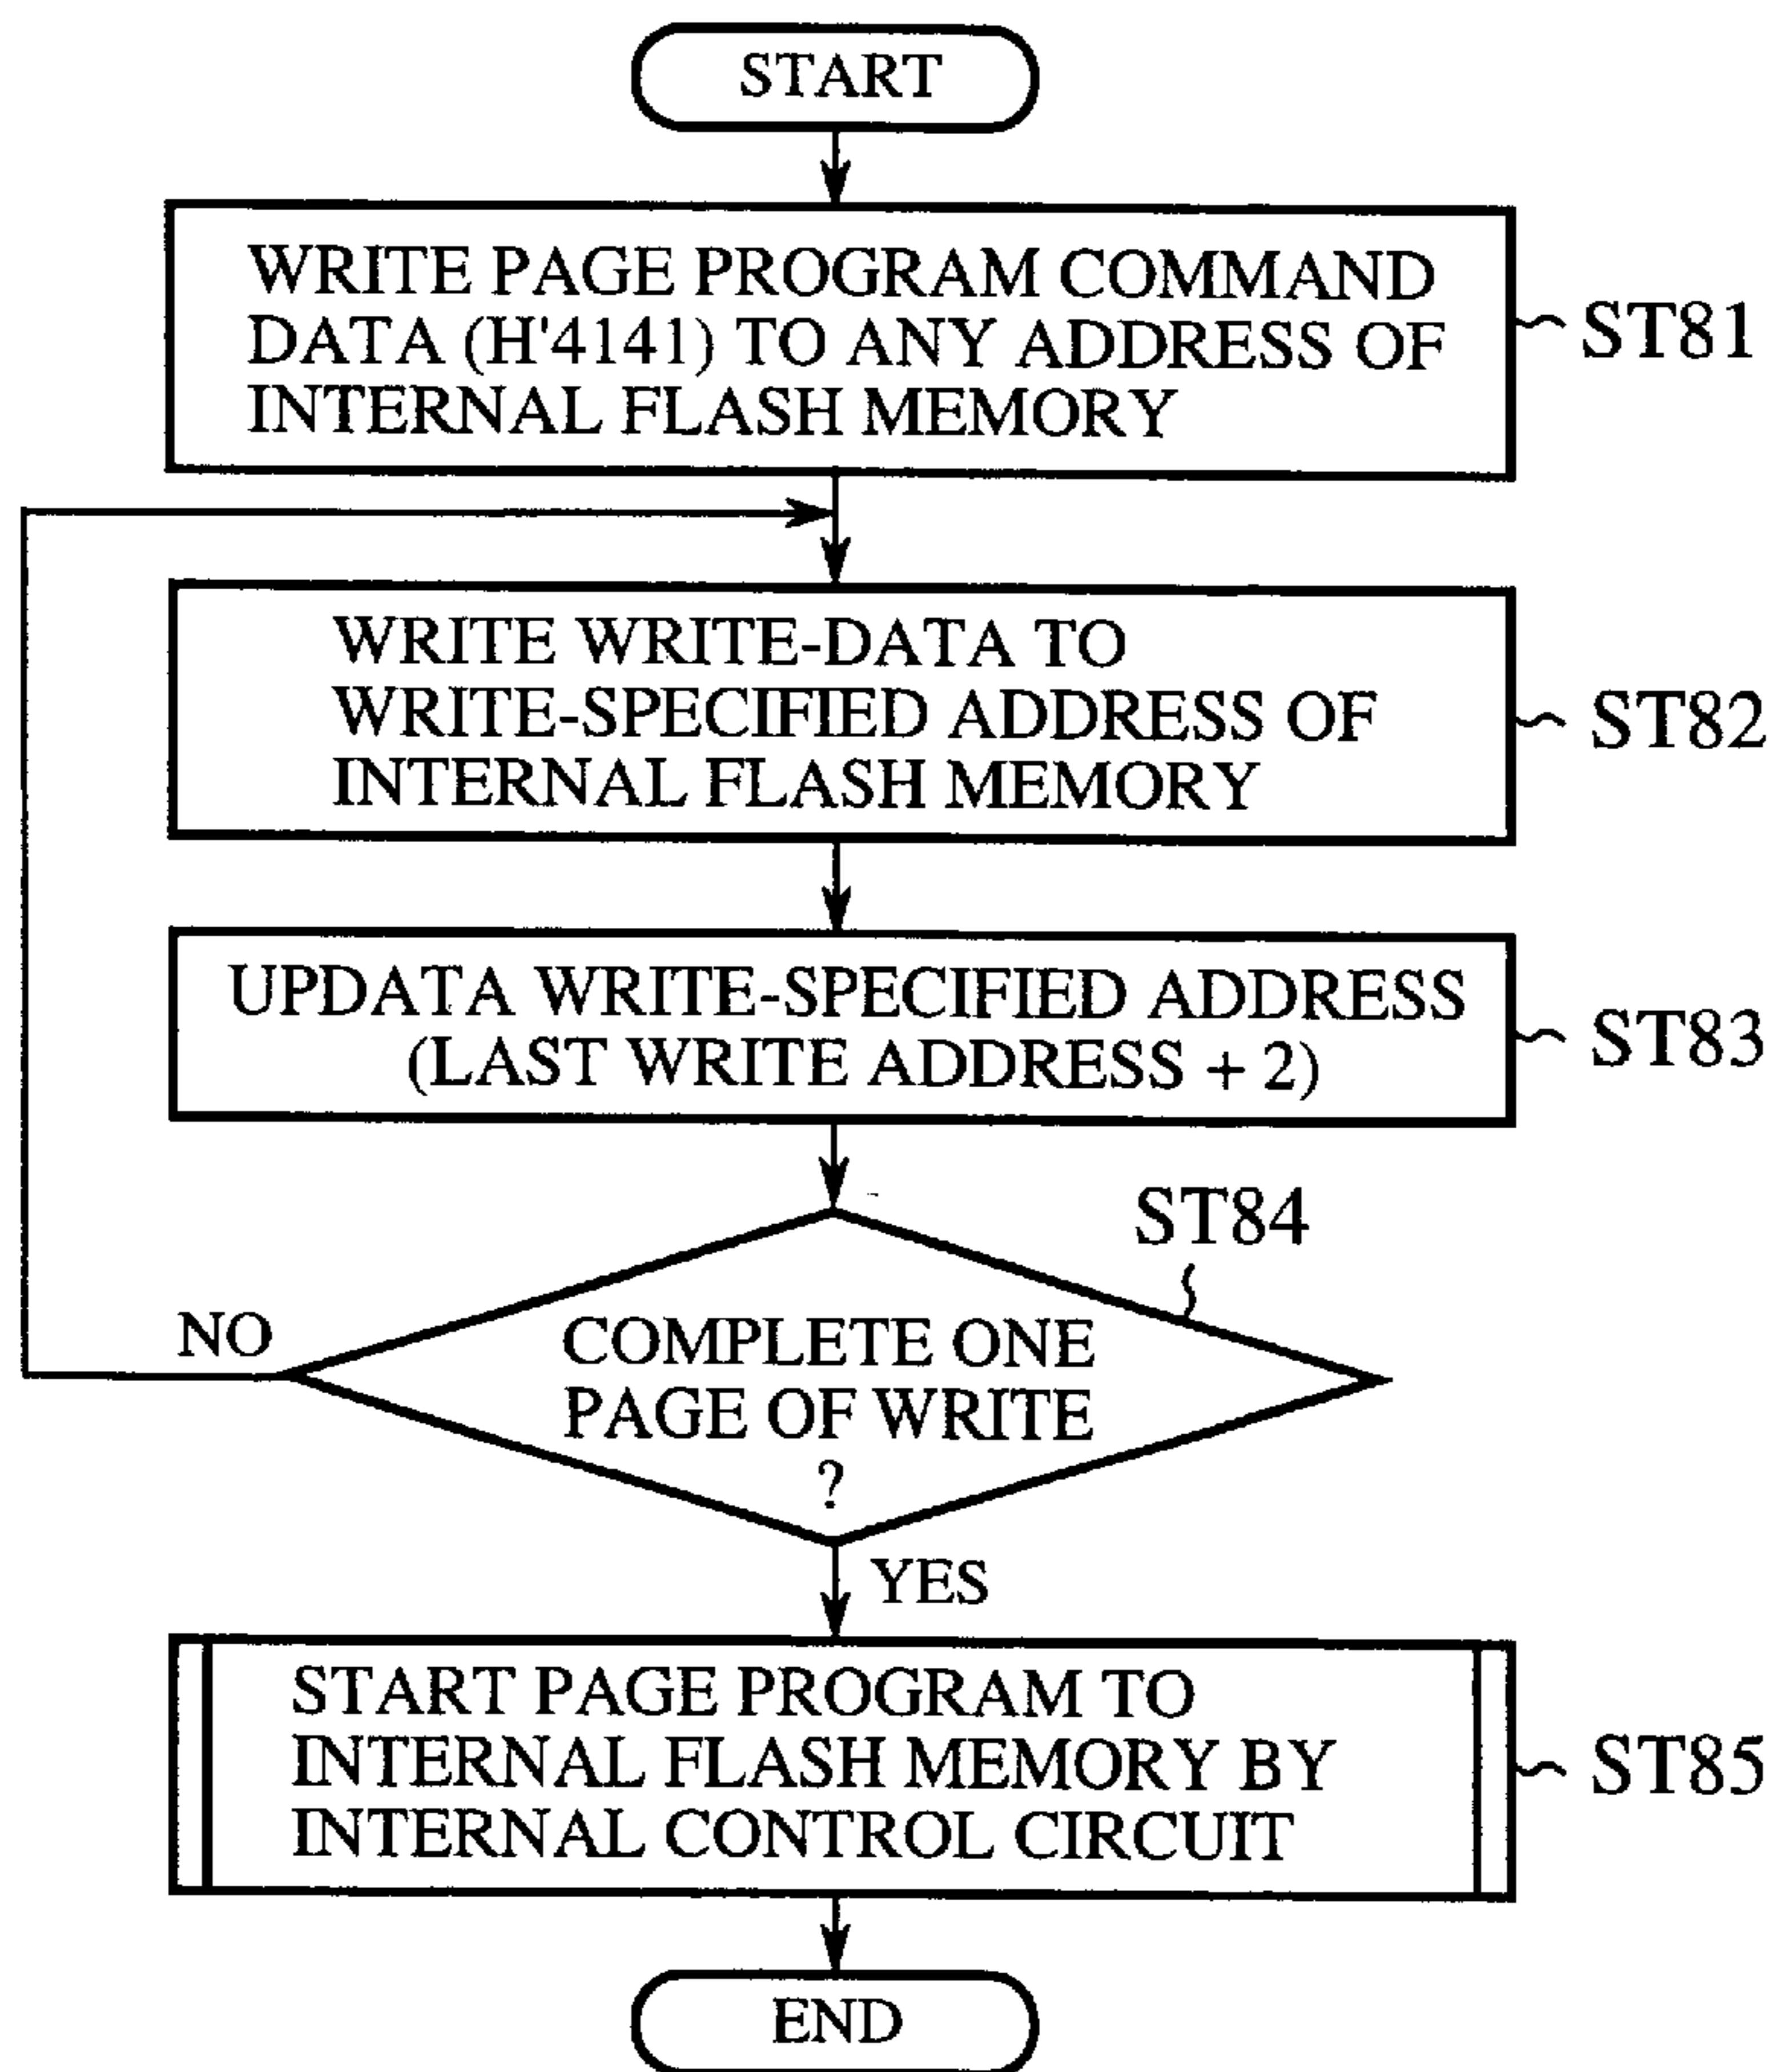 START
WRITE PAGE PROGRAM COMMAND
DATA (H'4141) TO ANY ADDRESS OF
INTERNAL FLASH MEMORY
ST81
WRITE WRITE-DATA TO
WRITE-SPECIFIED ADDRESS OF
INTERNAL FLASH MEMORY
ST82
UPDATA WRITE-SPECIFIED ADDRESS
(LAST WRITE ADDRESS + 2)
ST83
ST84
NO
COMPLETE ONE
PAGE OF WRITE
?
YES
START PAGE PROGRAM TO
INTERNAL FLASH MEMORY BY
INTERNAL CONTROL CIRCUIT
ST85
END